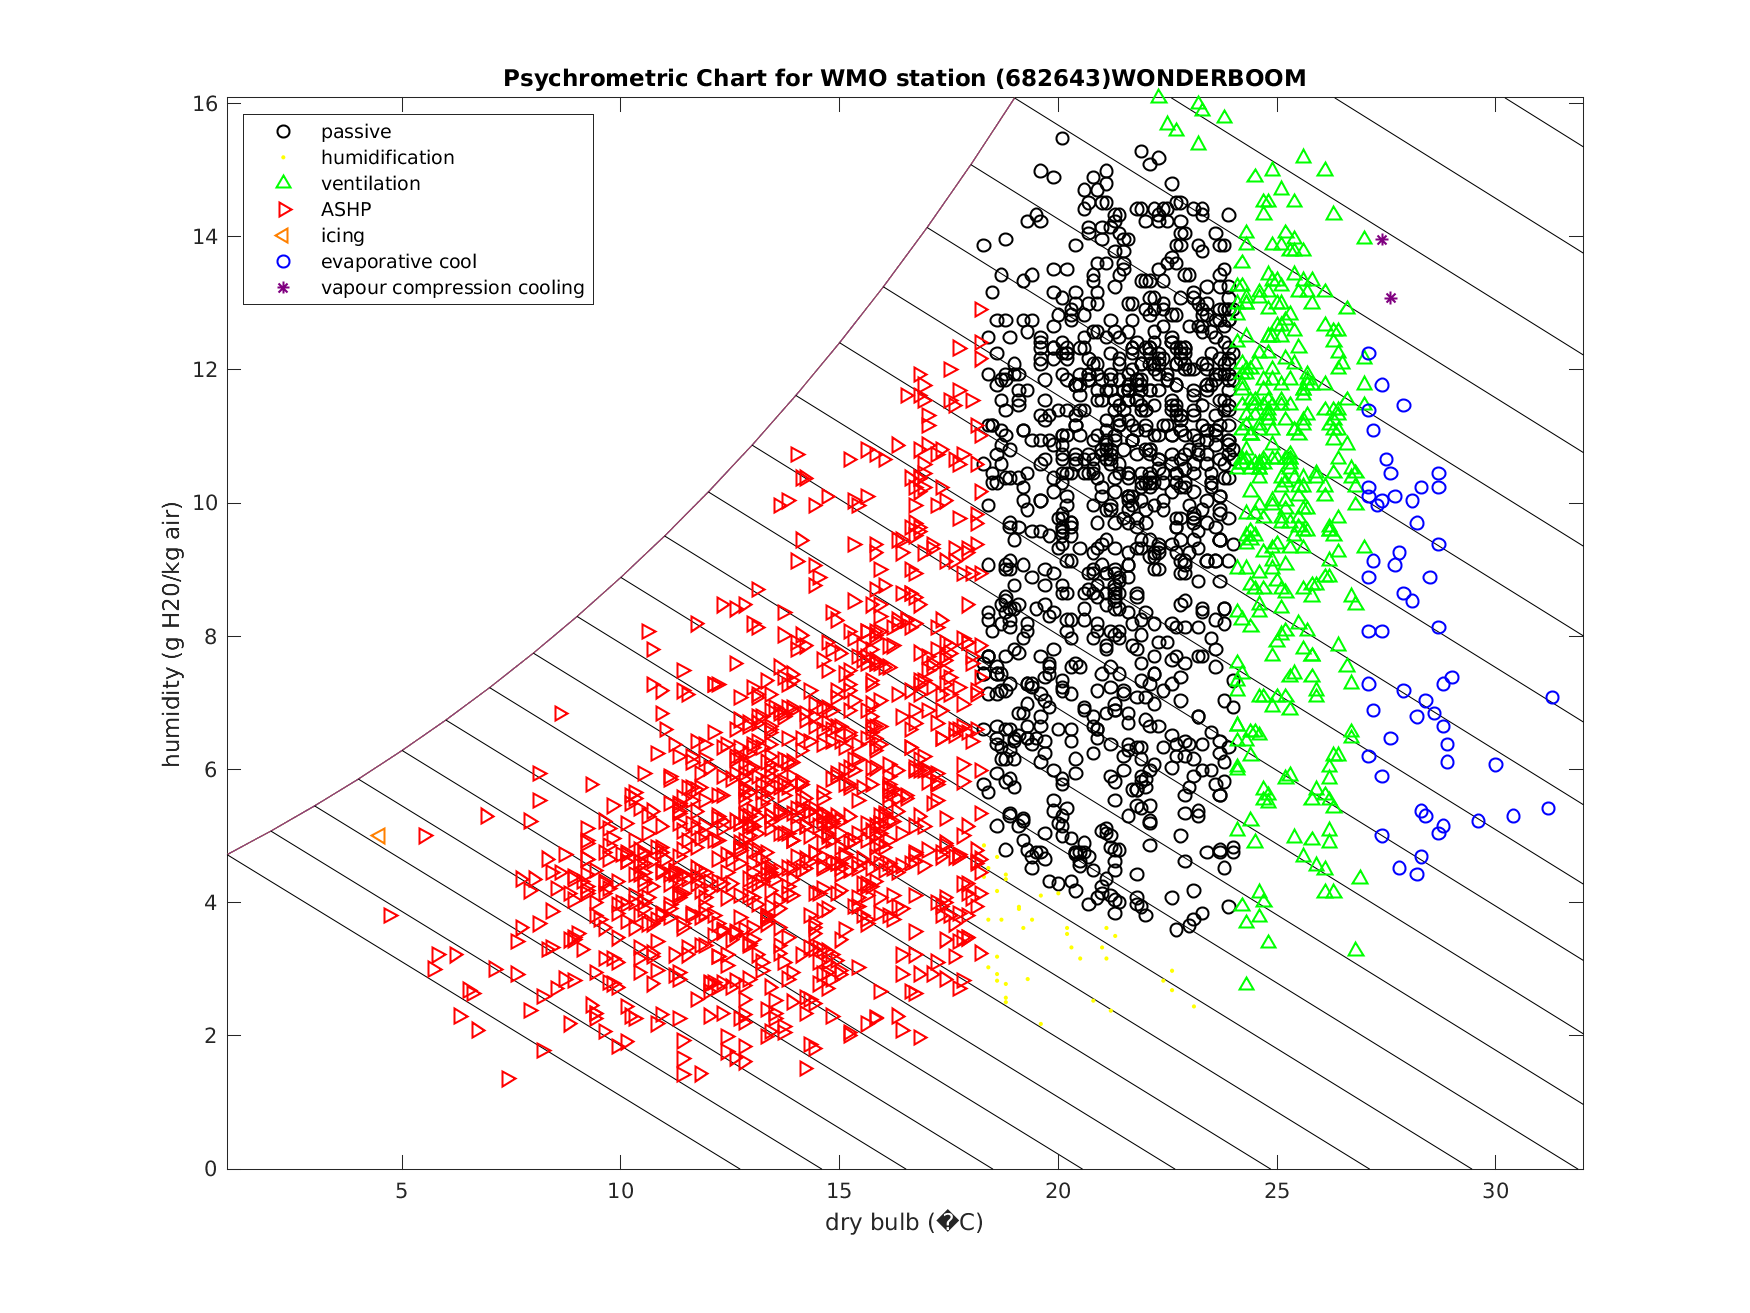 Psychrometric Chart for WMO station (682643)WONDERBOOM
passive
humidification
ventilation
ASHP
icing
evaporative cool
vapour compression cooling
humidity (g H20/kg air)
16
14
12
10
8
6
4
2
0
5 10 15 20 25 30
dry bulb (�C)